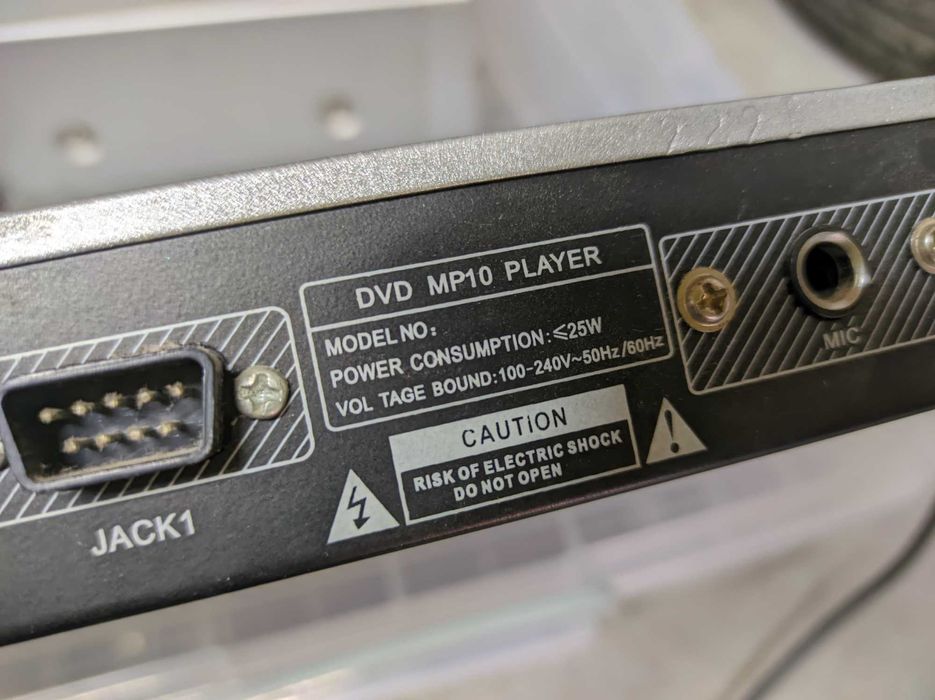 DVD MP10 PLAYER
MODEL NO:
POWER CONSUMPTION:≤25W
VOL TAGE BOUND:100-240V~50Hz/60Hz
CAUTION
RISK OF ELECTRIC SHOCK
DO NOT OPEN
JACK1
MIC